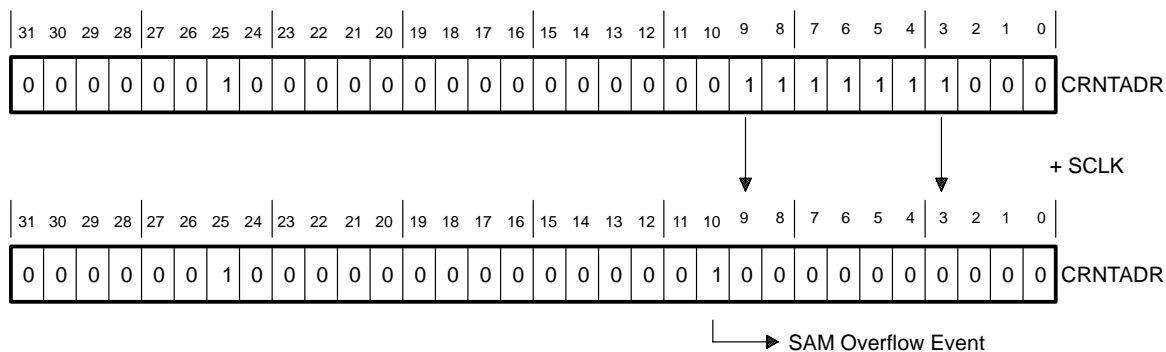 31 30 29 28 27 26 25 24 23 22 21 20 19 18 17 16 15 14 13 12 11 10 9 8 7 6 5 4 3 2 1 0
0 0 0 0 0 0 1 0 0 0 0 0 0 0 0 0 0 0 0 0 0 0 1 1 1 1 1 1 1 0 0 0 CRNTADR
+ SCLK
31 30 29 28 27 26 25 24 23 22 21 20 19 18 17 16 15 14 13 12 11 10 9 8 7 6 5 4 3 2 1 0
0 0 0 0 0 0 1 0 0 0 0 0 0 0 0 0 0 0 0 0 0 1 0 0 0 0 0 0 0 0 0 0 CRNTADR
SAM Overflow Event